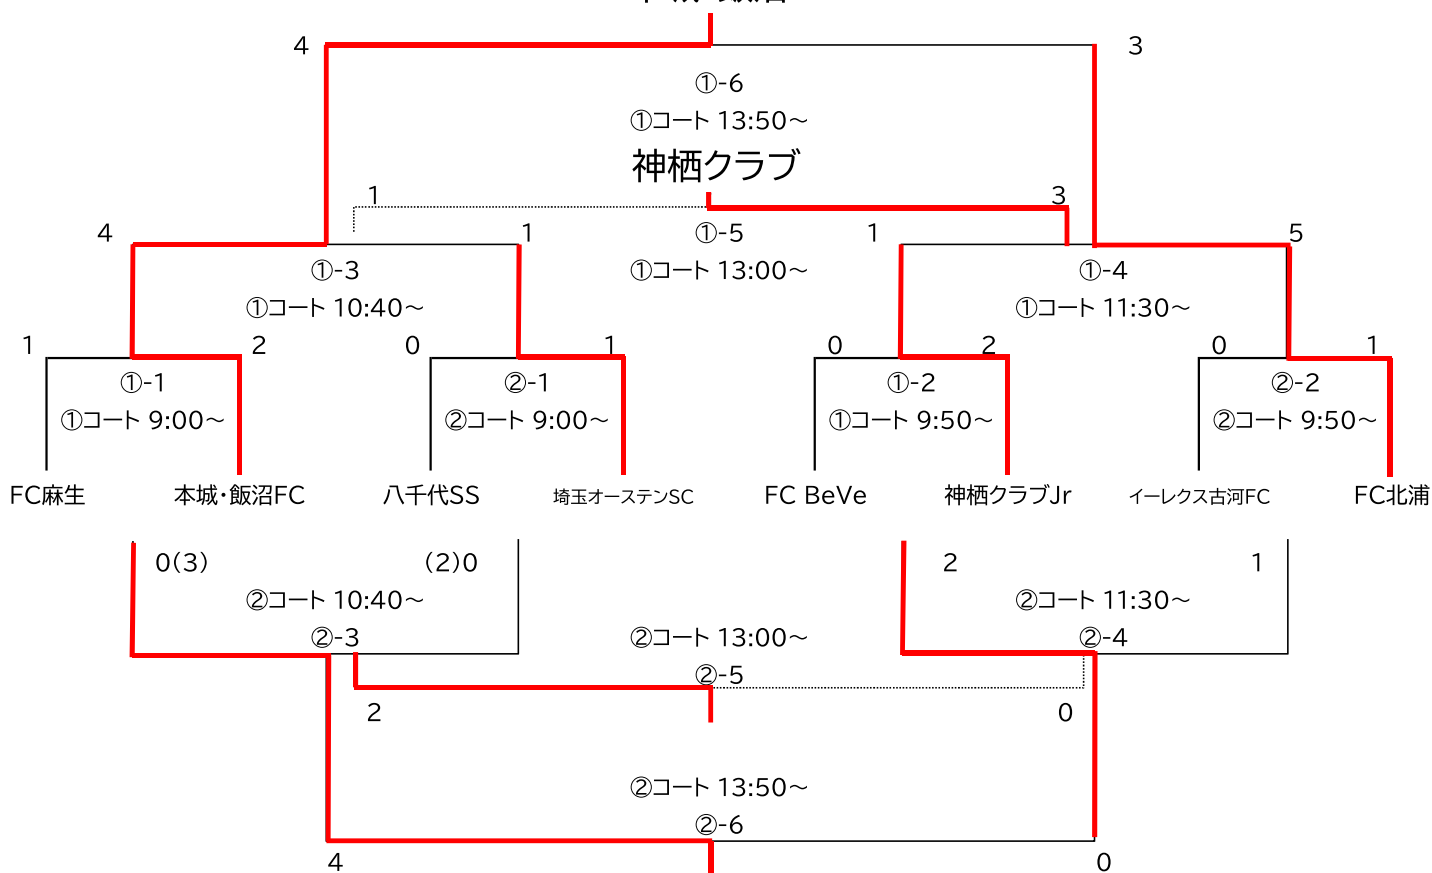 4 3
①-6
①コート 13:50～
神栖クラブ
1 3
4 1 ①-5 1 5
①-3 ①コート 13:00～ ①-4
①コート 10:40～ ①コート 11:30～
1 2 0 1 0 2 0 1
①-1 ②-1 ①-2 ②-2
①コート 9:00～ ②コート 9:00～ ①コート 9:50～ ②コート 9:50～
FC麻生 本城・飯沼FC 八千代SS 埼玉オーステンSC FC BeVe 神栖クラブJr イーレクス古河FC FC北浦
0(3) (2)0 2 1
②コート 10:40～ ②コート 11:30～
②-3 ②コート 13:00～ ②-4
②-5
2 0
②コート 13:50～
②-6
4 0